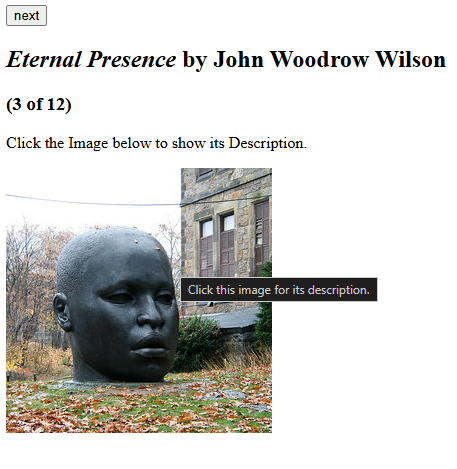 next
Eternal Presence by John Woodrow Wilson
(3 of 12)
Click the Image below to show its Description.
Click this image for its description.